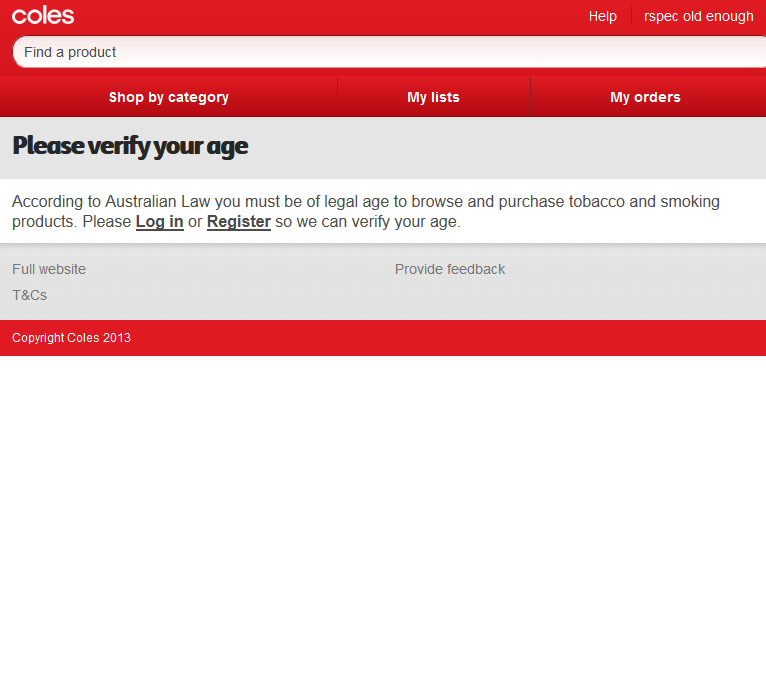 coles
Help
rspec old enough
Find a product
Shop by category
My lists
My orders
Please verify your age
According to Australian Law you must be of legal age to browse and purchase tobacco and smoking
products. Please Log in or Register so we can verify your age.
Full website
Provide feedback
T&Cs
Copyright Coles 2013